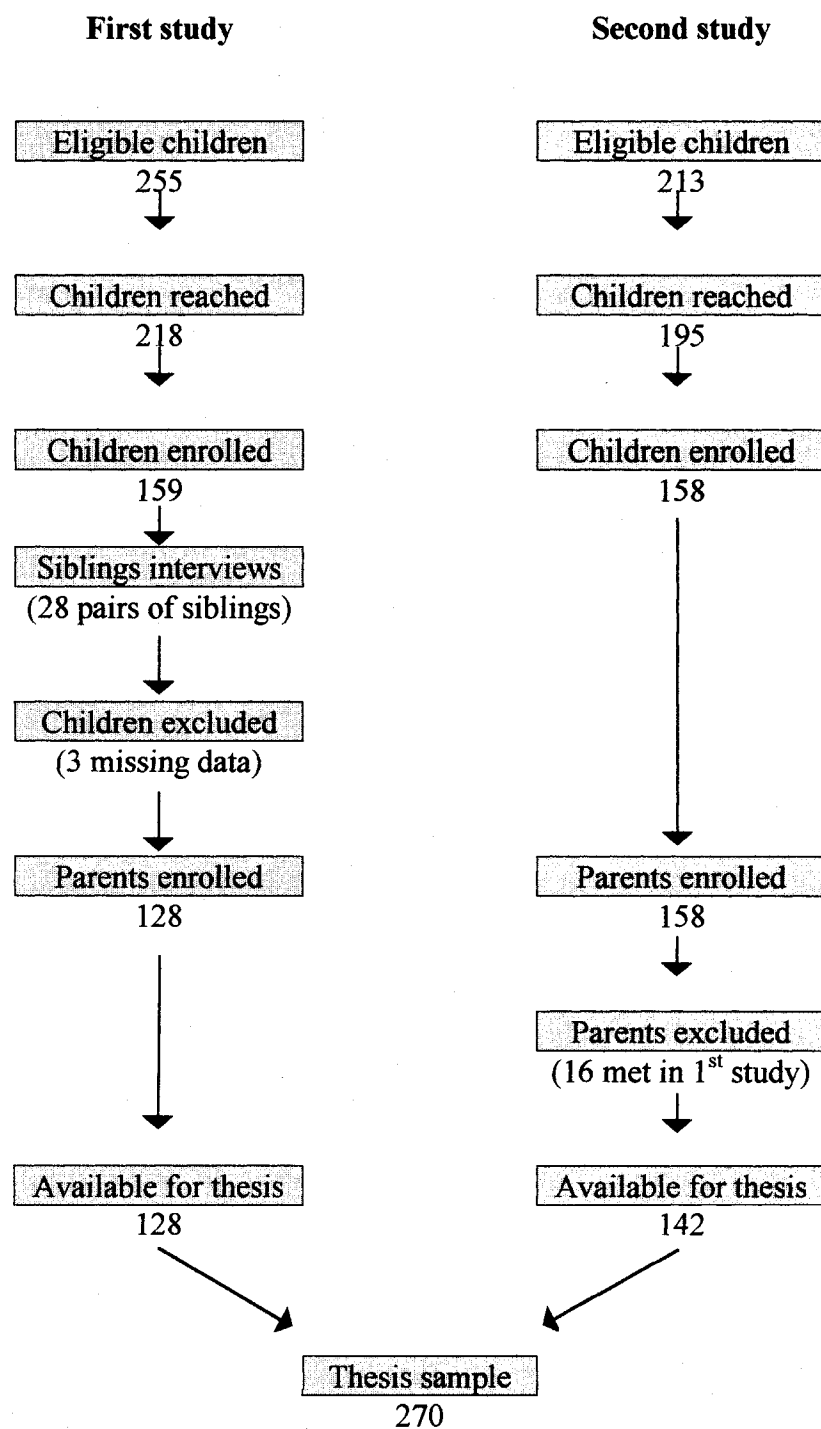 First study
Eligible children
255
Children reached
218
Children enrolled
159
Siblings interviews
(28 pairs of siblings)
Children excluded
(3 missing data)
Parents enrolled
128
Available for thesis
128
Second study
Eligible children
213
Children reached
195
Children enrolled
158
Parents enrolled
158
Parents excluded
(16 met in 1st study)
Available for thesis
142
Thesis sample
270